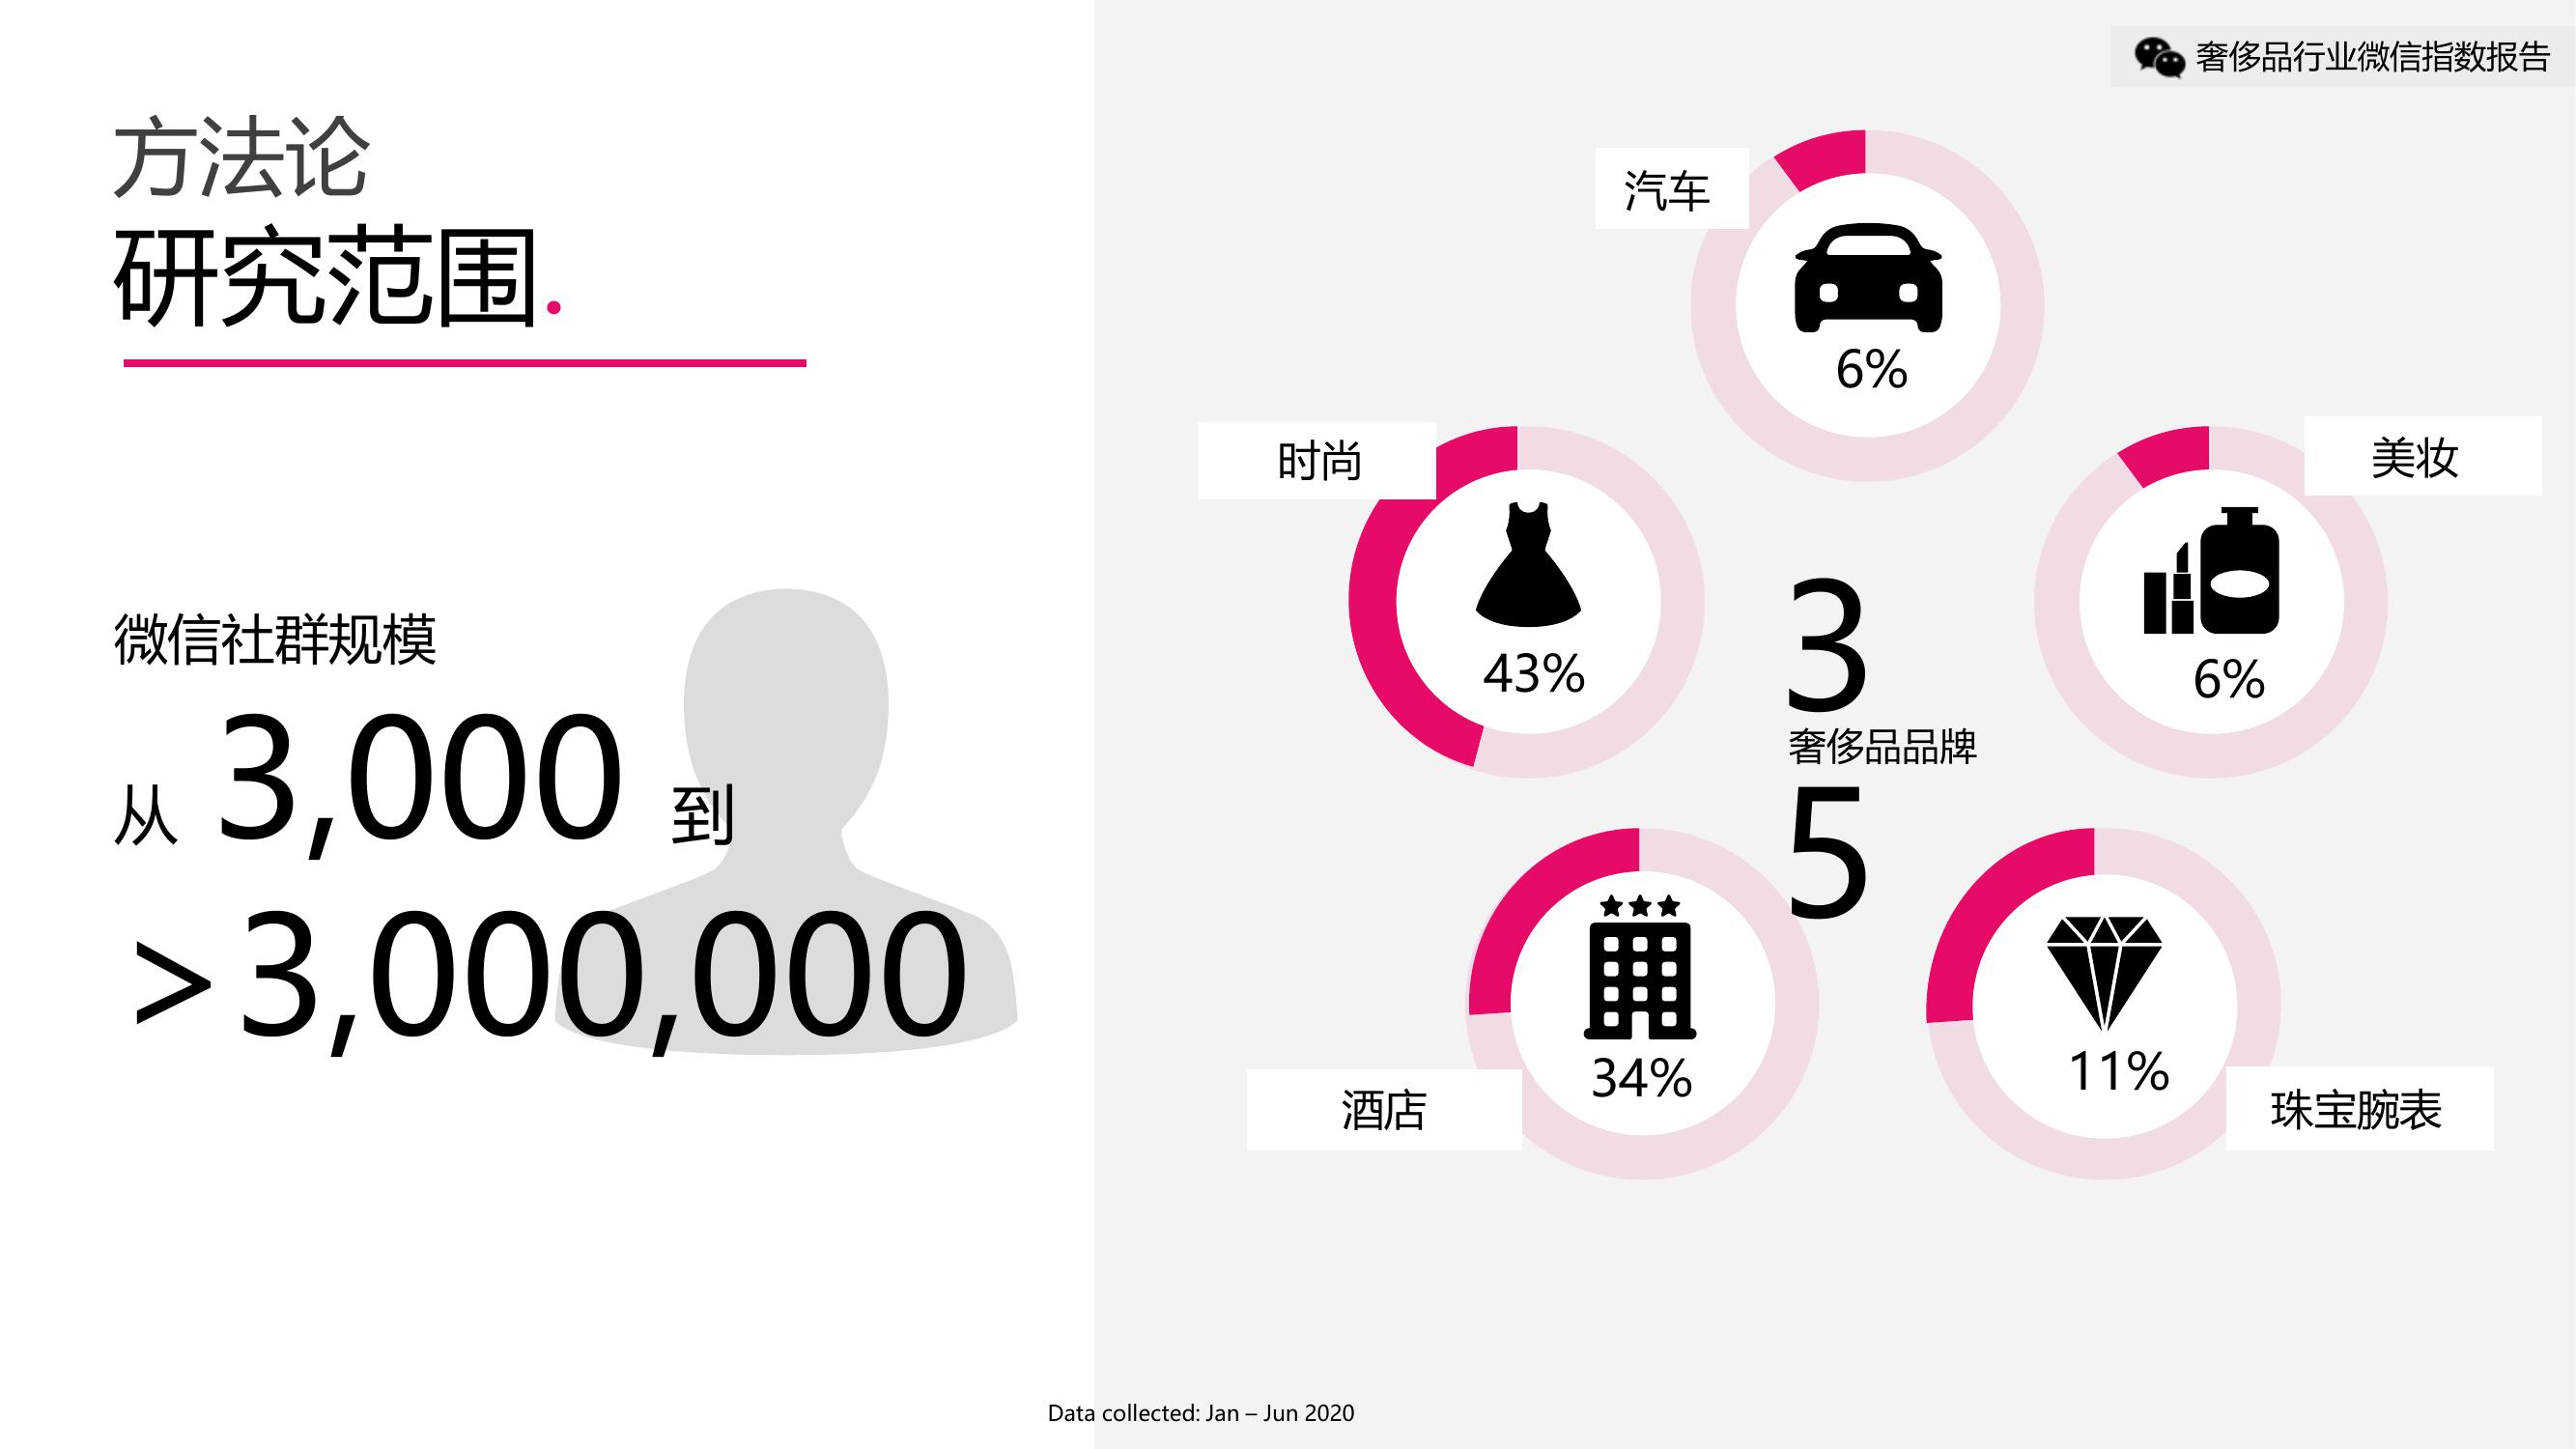 奢侈品行业微信指数报告
方法论
研究范围.
微信社群规模
从 3,000 到
>3,000,000
汽车
6%
时尚
43%
美妆
6%
3
奢侈品品牌
5
34%
酒店
11%
珠宝腕表
Data collected: Jan – Jun 2020